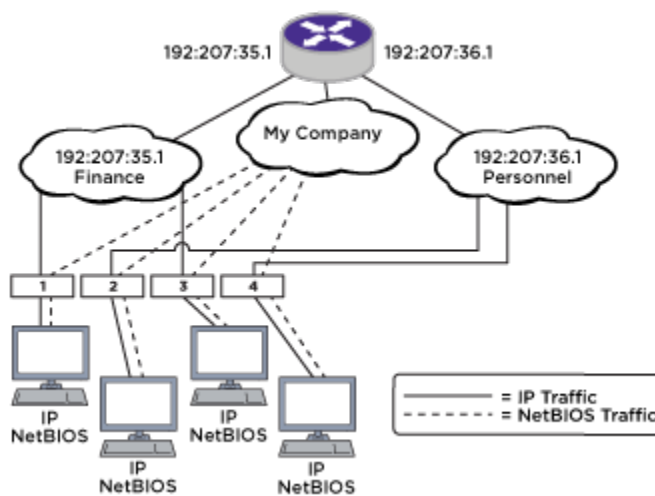 192:207:35.1
192:207:36.1
My Company
192:207:35.1
Finance
192:207:36.1
Personnel
1
2
3
4
IP
NetBIOS
IP
NetBIOS
IP
NetBIOS
IP
NetBIOS
= IP Traffic
= NetBIOS Traffic